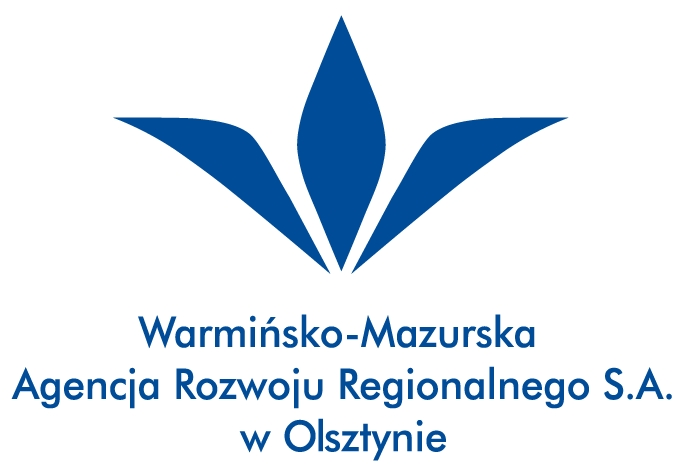 Warmińsko-Mazurska
Agencja Rozwoju Regionalnego S.A.
w Olsztynie